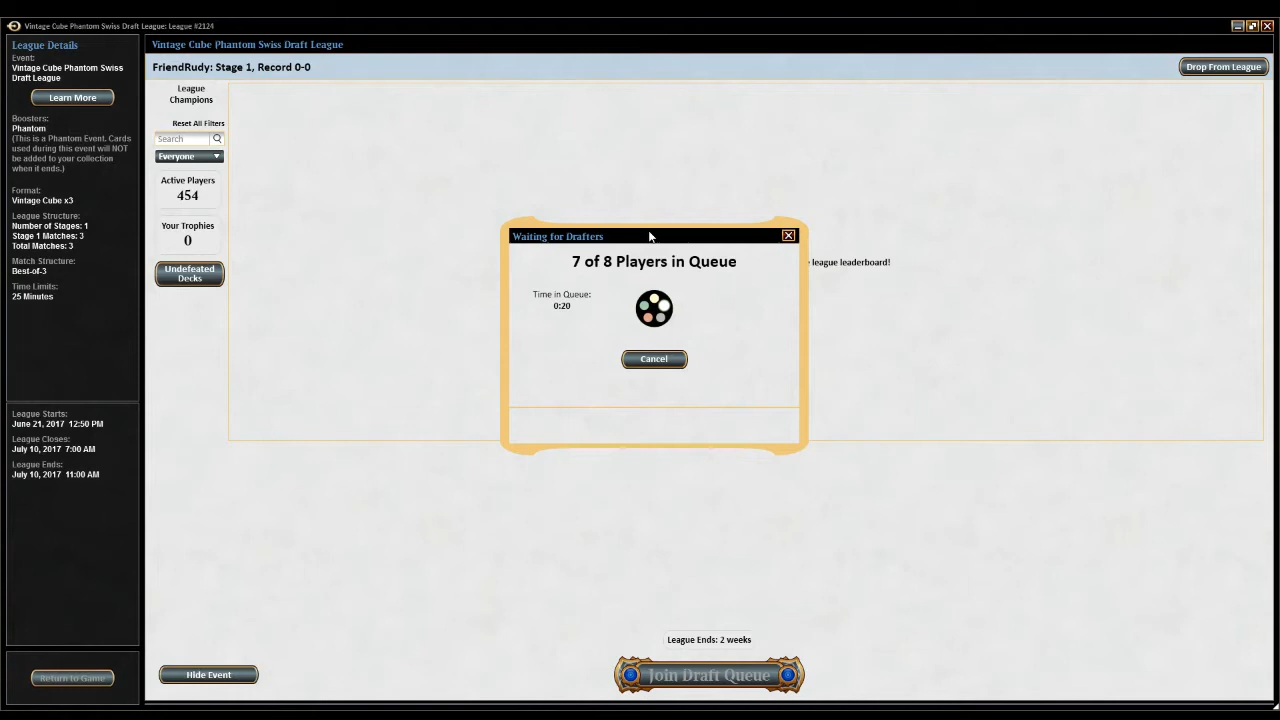 Vintage Cube Phantom Swiss Draft League: League #2124
League Details
Event:
Vintage Cube Phantom Swiss
Draft League
Learn More
Boosters:
Phantom
(This is a Phantom Event. Cards
used during this event will NOT
be added to your collection
when it ends.)
Format:
Vintage Cube x3
League Structure:
Number of Stages: 1
Stage 1 Matches: 3
Total Matches: 3
Match Structure:
Best-of-3
Time Limits:
25 Minutes
League Starts:
June 21, 2017 12:50 PM
League Closes:
July 10, 2017 7:00 AM
League Ends:
July 10, 2017 11:00 AM
Return to Game
Vintage Cube Phantom Swiss Draft League
FriendRudy: Stage 1, Record 0-0
Drop From League
League
Champions
Reset All Filters
Search
Everyone
Active Players
454
Your Trophies
0
Undefeated
Decks
Waiting for Drafters
7 of 8 Players in Queue
Time in Queue:
0:20
Cancel
league leaderboard!
League Ends: 2 weeks
Hide Event
Join Draft Queue